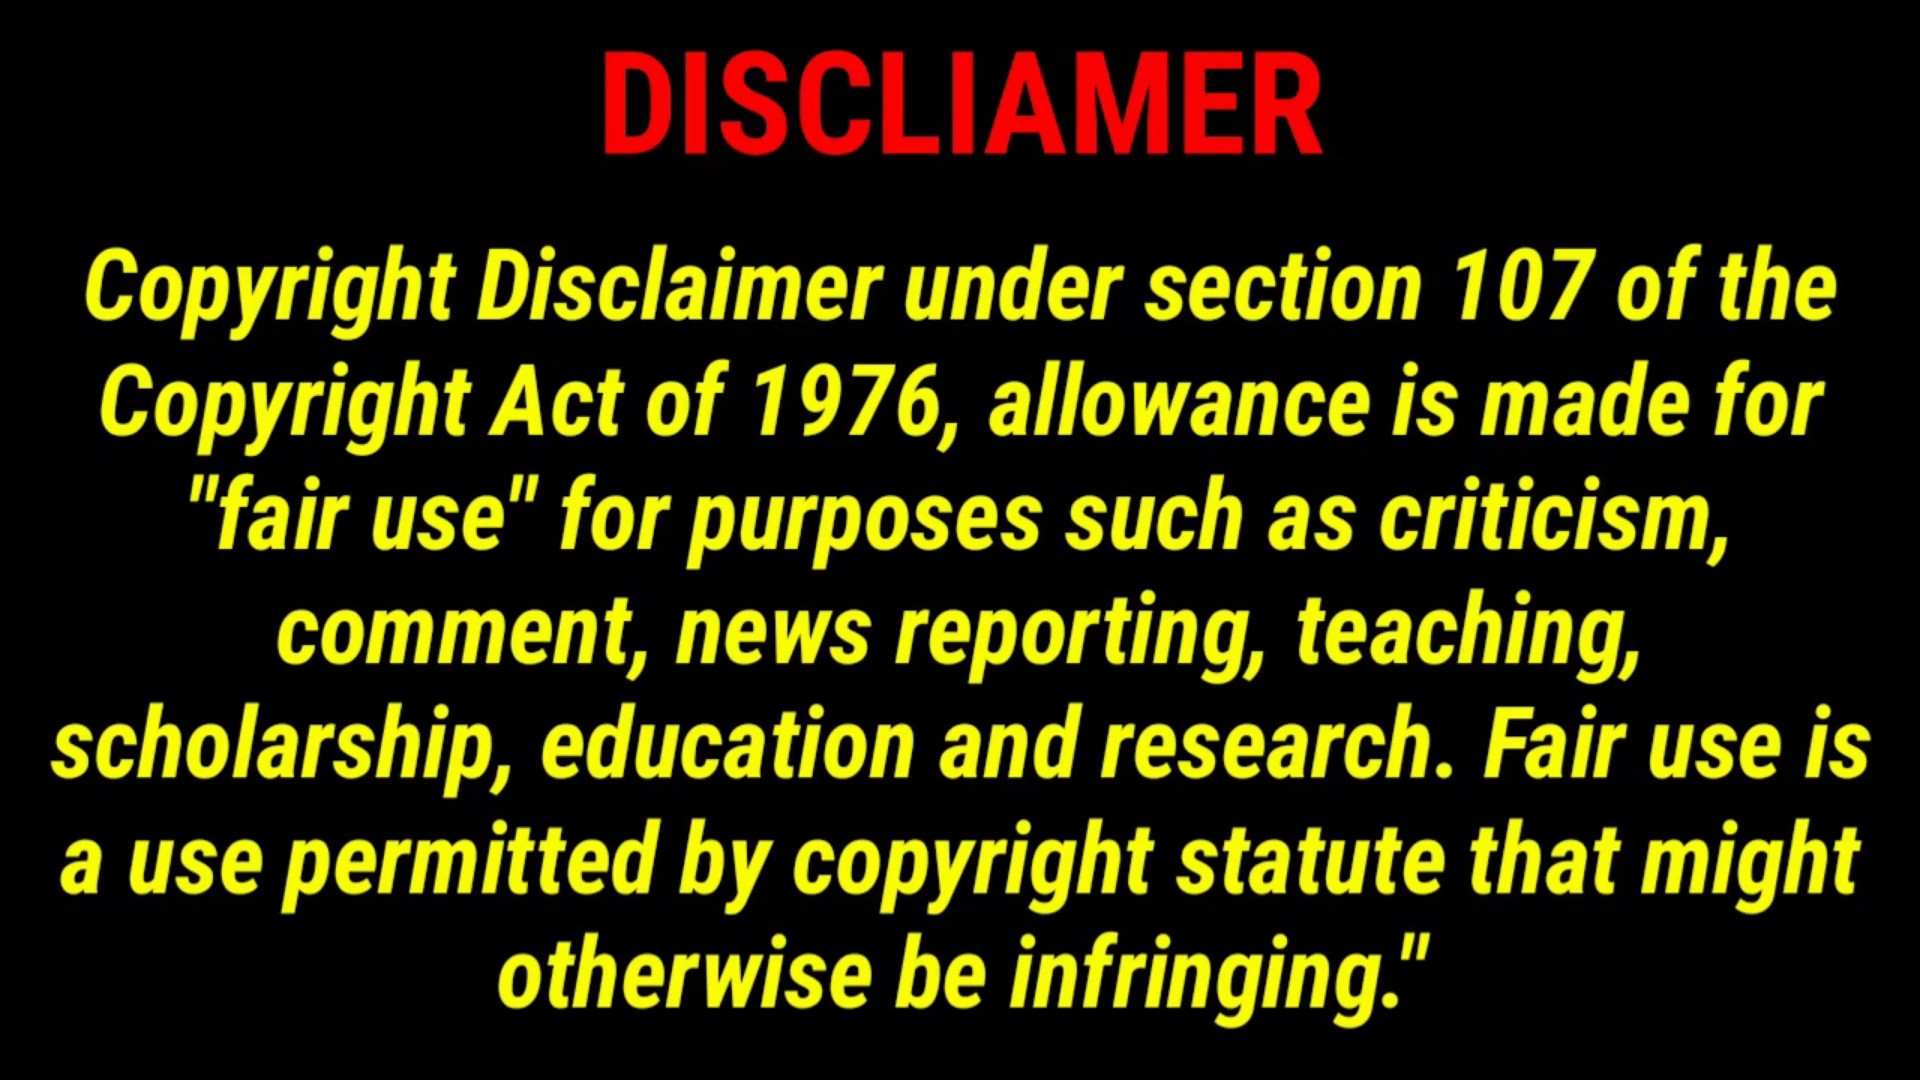 DISCLIAMER
Copyright Disclaimer under section 107 of the
Copyright Act of 1976, allowance is made for
"fair use" for purposes such as criticism,
comment, news reporting, teaching,
scholarship, education and research. Fair use is
a use permitted by copyright statute that might
otherwise be infringing."